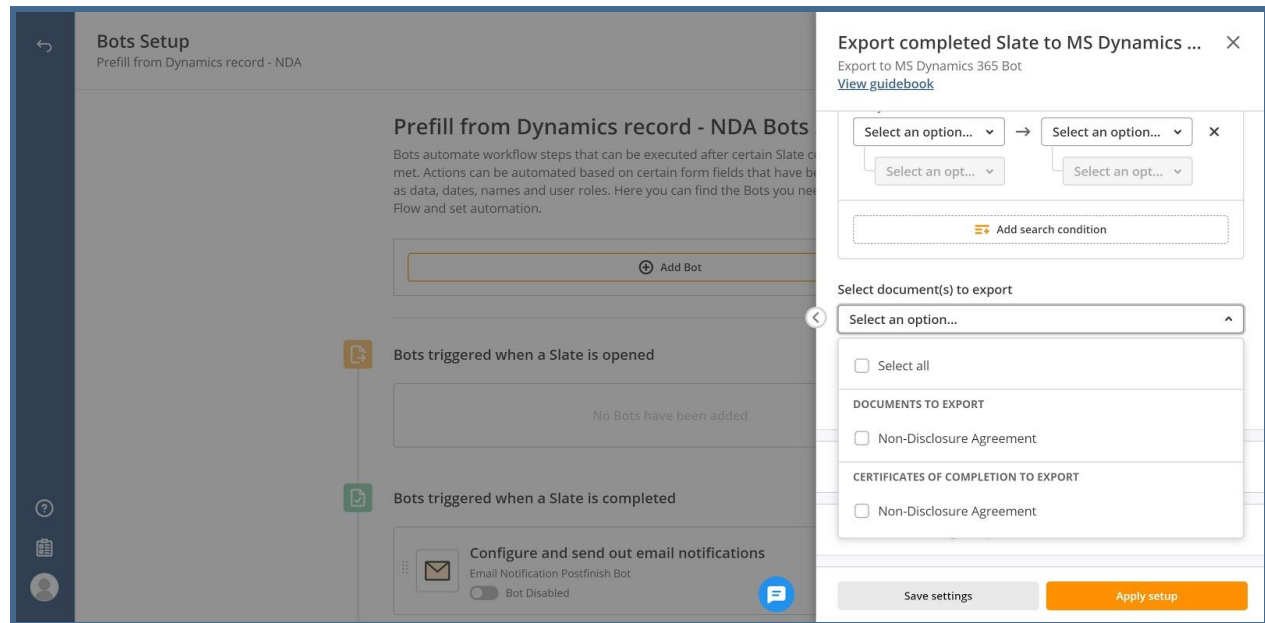 Bots Setup
Prefill from Dynamics record - NDA
Prefill from Dynamics record - NDA Bots
Bots automate workflow steps that can be executed after certain Slate
met. Actions can be automated based on certain form fields that have
as data, dates, names and user roles. Here you can find the Bots you
Flow and set automation.
Add Bot
Bots triggered when a Slate is opened
No Bots have been added
Bots triggered when a Slate is completed
Configure and send out email notifications
Email Notification Postfinish Bot
Bot Disabled
Export completed Slate to MS Dynamics ...
Export to MS Dynamics 365 Bot
View guidebook
Select an option... → Select an option...
Select an opt... Select an opt...
Add search condition
Select document(s) to export
Select an option...
Select all
DOCUMENTS TO EXPORT
Non-Disclosure Agreement
CERTIFICATES OF COMPLETION TO EXPORT
Non-Disclosure Agreement
Save settings
Apply setup